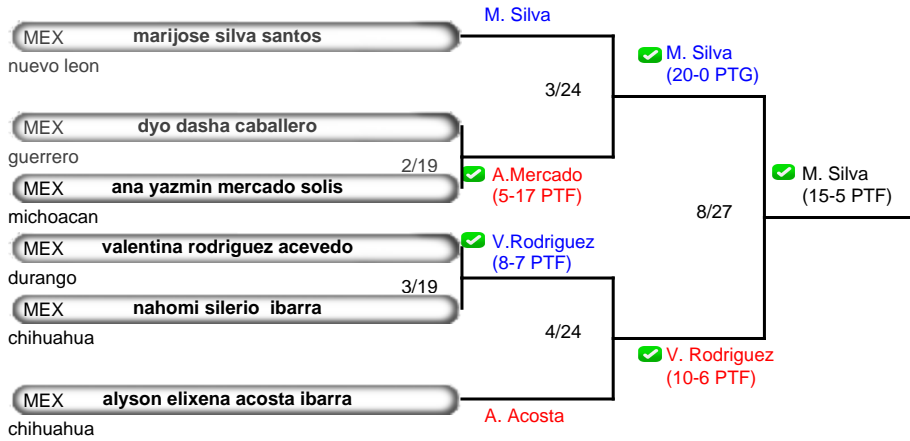 M. Silva
MEX marijose silva santos
nuevo leon
M. Silva
(20-0 PTG)
3/24
MEX dyo dasha caballero
guerrero
2/19
MEX ana yazmin mercado solis
michoacan
A.Mercado
(5-17 PTF)
M. Silva
(15-5 PTF)
8/27
MEX valentina rodriguez acevedo
durango
V.Rodriguez
(8-7 PTF)
3/19
MEX nahomi silerio ibarra
chihuahua
4/24
V. Rodriguez
(10-6 PTF)
MEX alyson elixena acosta ibarra
chihuahua
A. Acosta